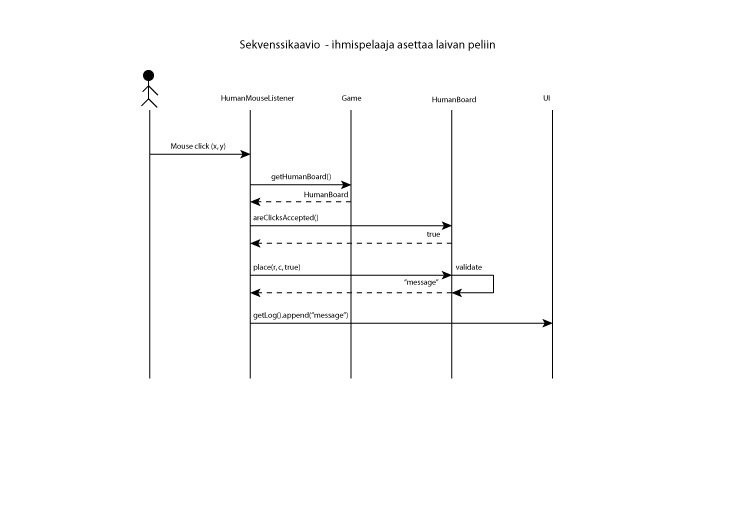 Sekvenssikaavio - ihmispelaaja asettaa laivan peliin
HumanMouseListener
Game
HumanBoard
UI
Mouse click (x, y)
getHumanBoard()
HumanBoard
areClicksAccepted()
true
place(r, c, true)
validate
"message"
getLog().append("message")